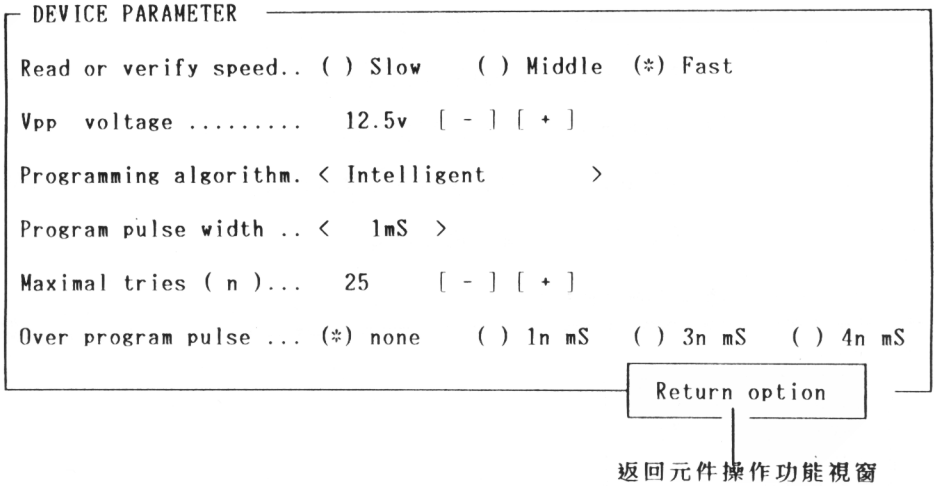 DEVICE PARAMETER
Read or verify speed.. ( ) Slow ( ) Middle (*) Fast
Vpp voltage ......... 12.5v [ - ] [ + ]
Programming algorithm. < Intelligent >
Program pulse width .. < 1mS >
Maximal tries ( n )... 25 [ - ] [ + ]
Over program pulse ... (*) none ( ) 1n mS ( ) 3n mS ( ) 4n mS
Return option
返回元件操作功能視窗